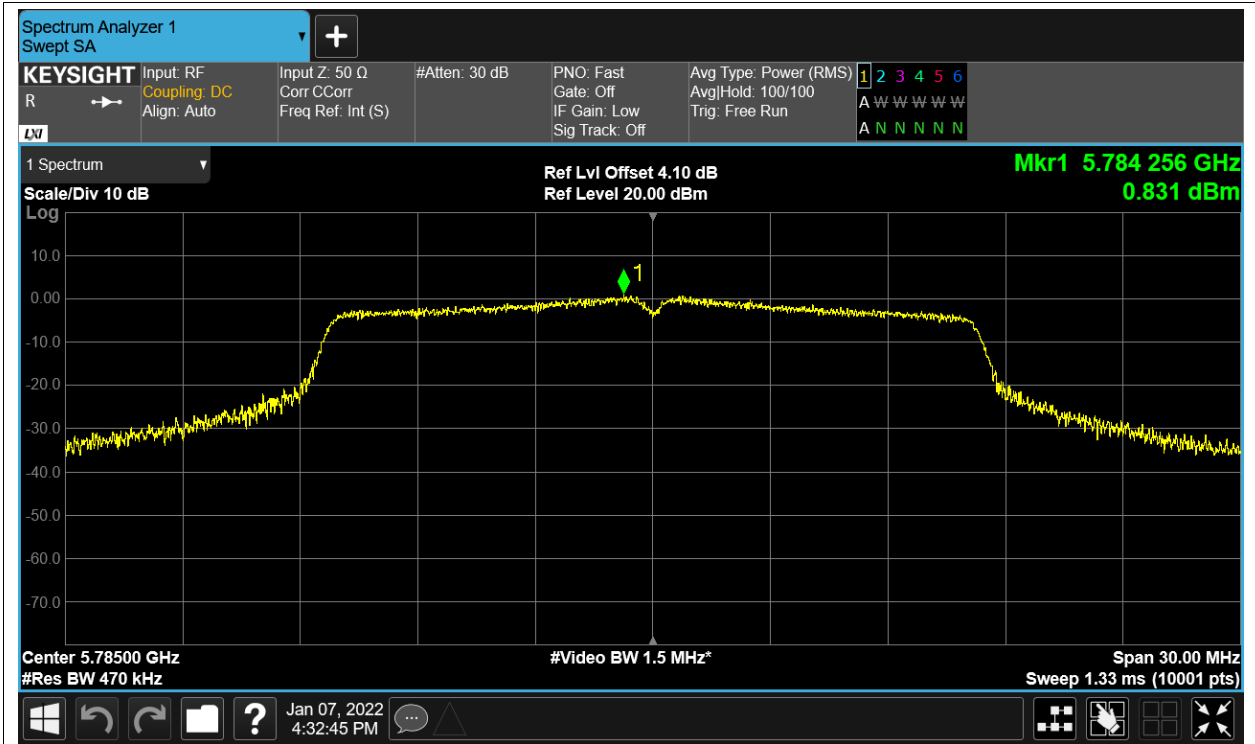 Spectrum Analyzer 1
Swept SA
KEYSIGHT
R
LXI
Input: RF
Coupling: DC
Align: Auto
Input Z: 50 Ω
Corr CCorr
Freq Ref: Int (S)
#Atten: 30 dB
PNO: Fast
Gate: Off
IF Gain: Low
Sig Track: Off
Avg Type: Power (RMS)
Avg|Hold: 100/100
Trig: Free Run
1 2 3 4 5 6
A W W W W W
A N N N N N
1 Spectrum
Scale/Div 10 dB
Log
Ref Lvl Offset 4.10 dB
Ref Level 20.00 dBm
Mkr1 5.784 256 GHz
0.831 dBm
1
10.0
0.00
-10.0
-20.0
-30.0
-40.0
-50.0
-60.0
-70.0
Center 5.78500 GHz
#Video BW 1.5 MHz*
Span 30.00 MHz
#Res BW 470 kHz
Sweep 1.33 ms (10001 pts)
?
Jan 07, 2022
4:32:45 PM